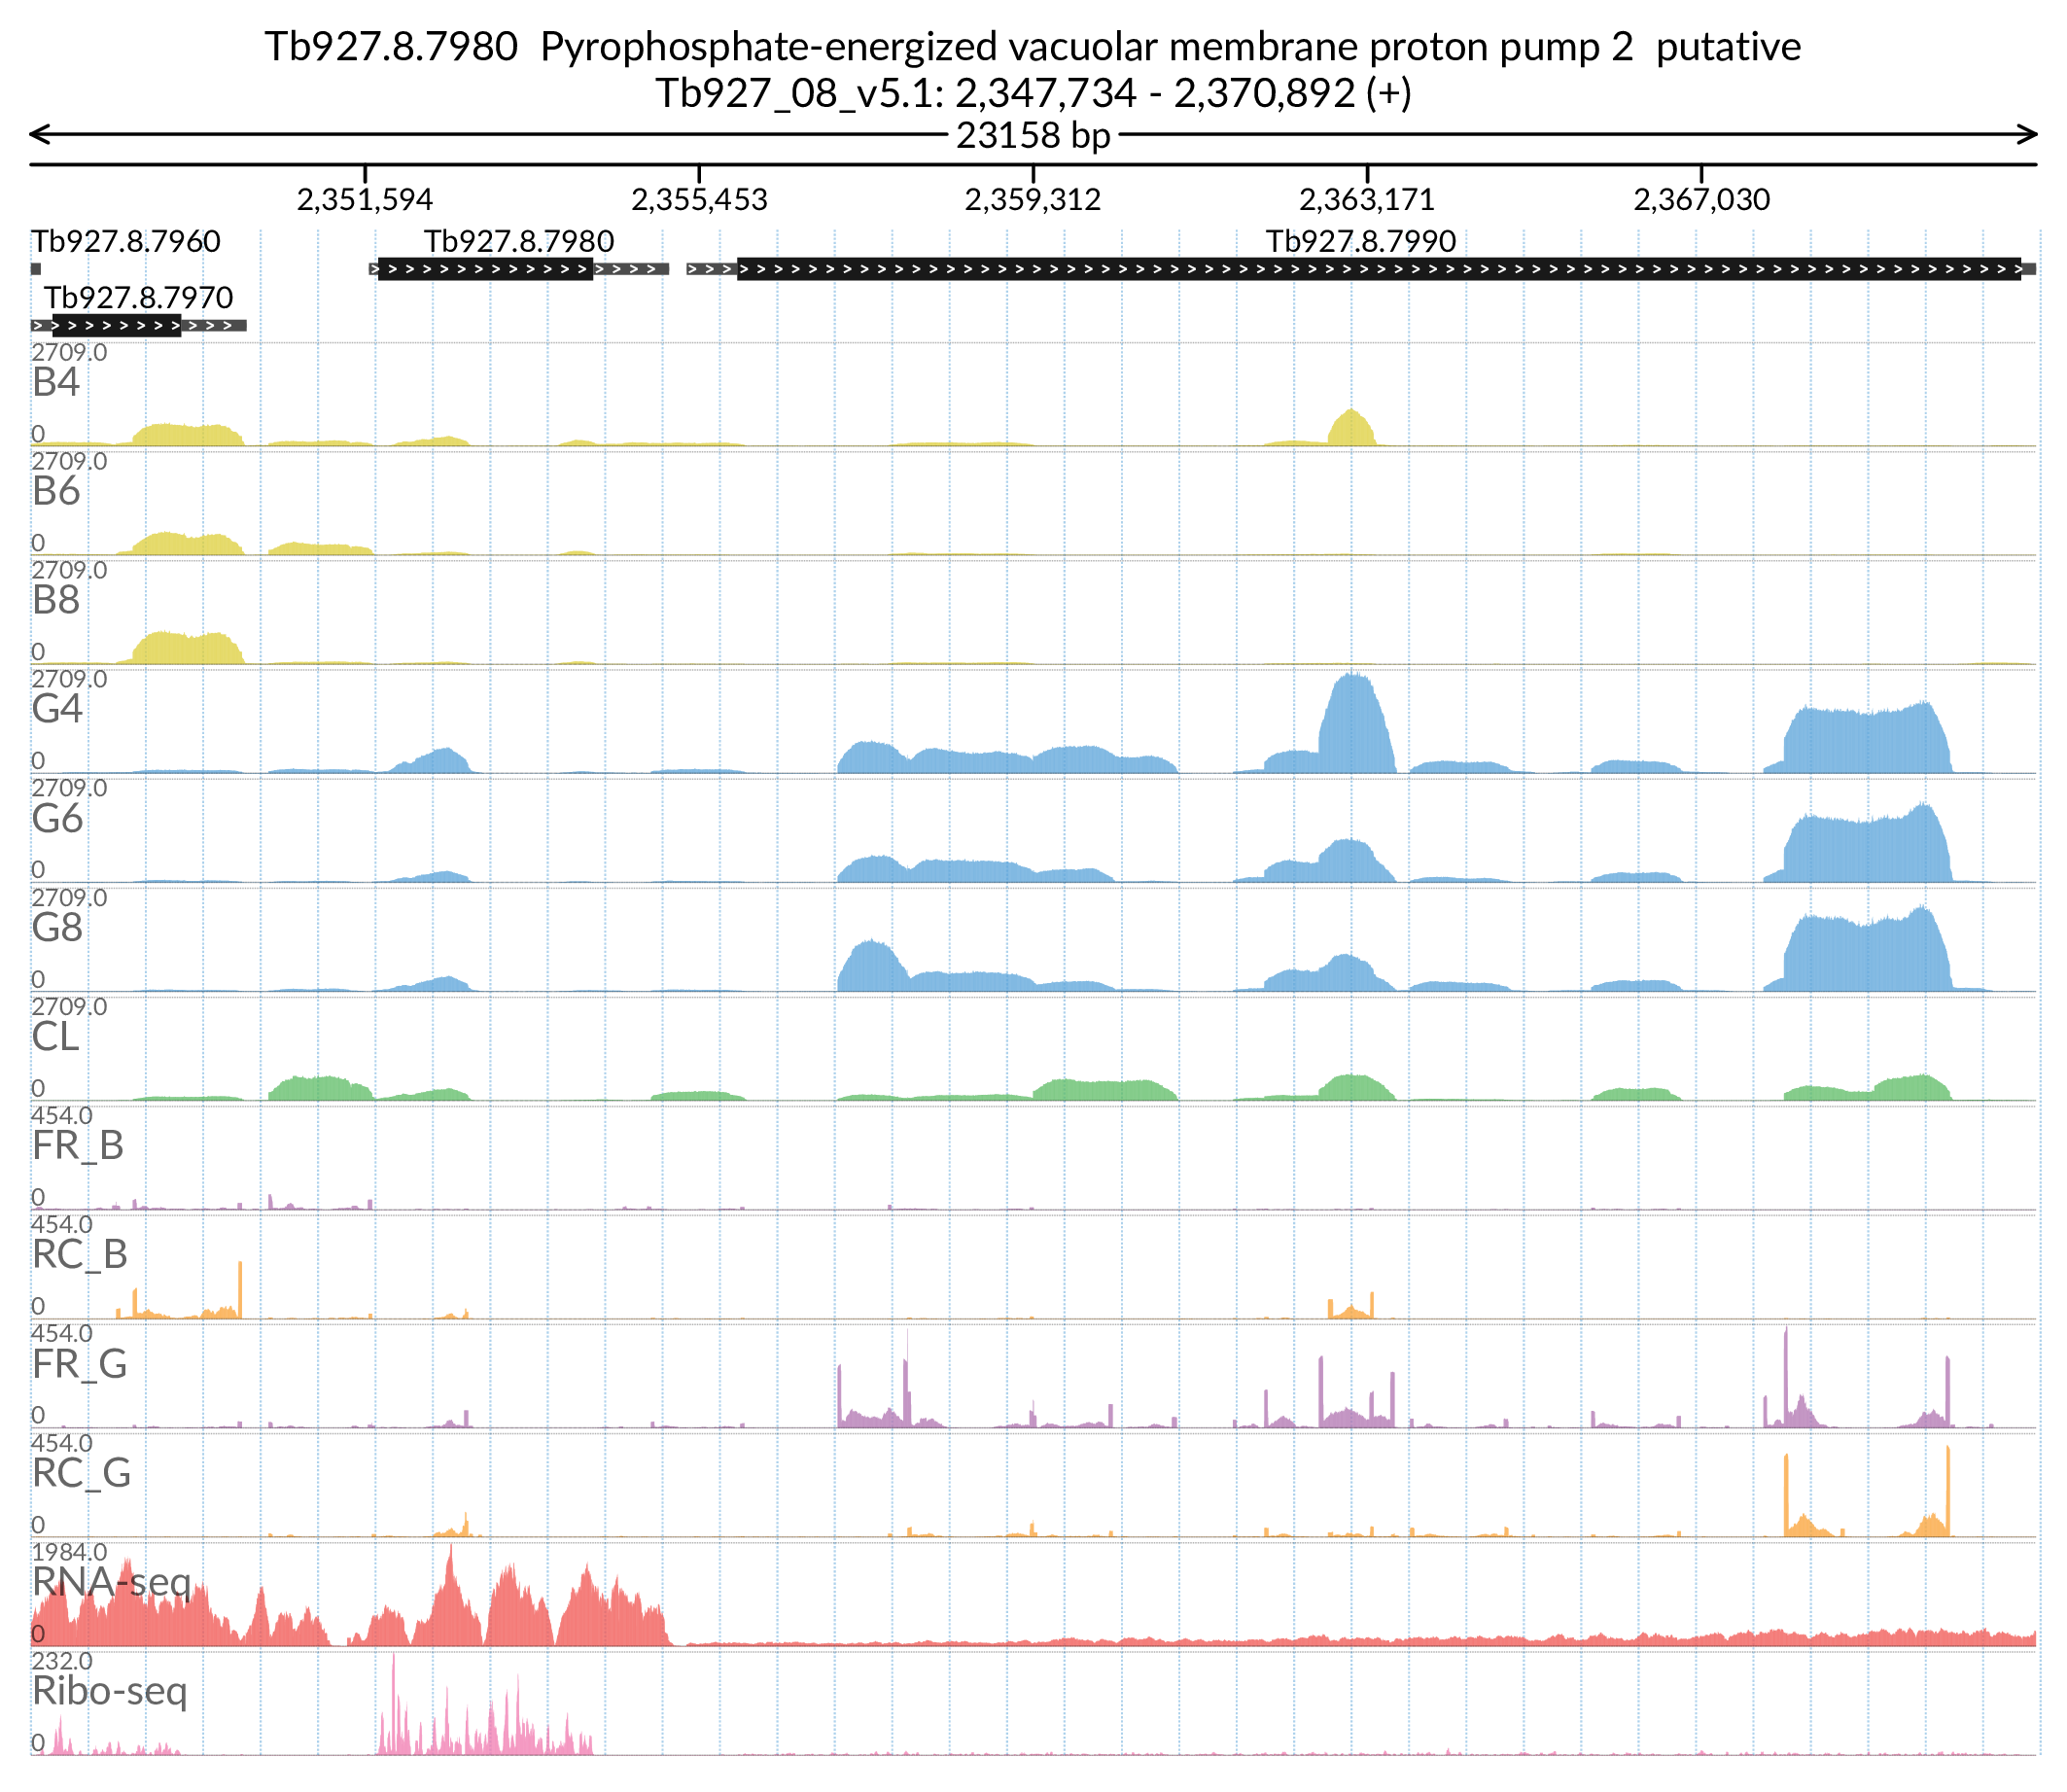 Tb927.8.7980  Pyrophosphate-energized vacuolar membrane proton pump 2  putative
Tb927_08_v5.1: 2,347,734 - 2,370,892 (+)
23158 bp
2,351,594 2,355,453 2,359,312 2,363,171 2,367,030
Tb927.8.7960 Tb927.8.7980 Tb927.8.7990
Tb927.8.7970
2709.0
B4
0
2709.0
B6
0
2709.0
B8
0
2709.0
G4
0
2709.0
G6
0
2709.0
G8
0
2709.0
CL
0
454.0
FR_B
0
454.0
RC_B
0
454.0
FR_G
0
454.0
RC_G
0
1984.0
RNA-seq
0
232.0
Ribo-seq
0